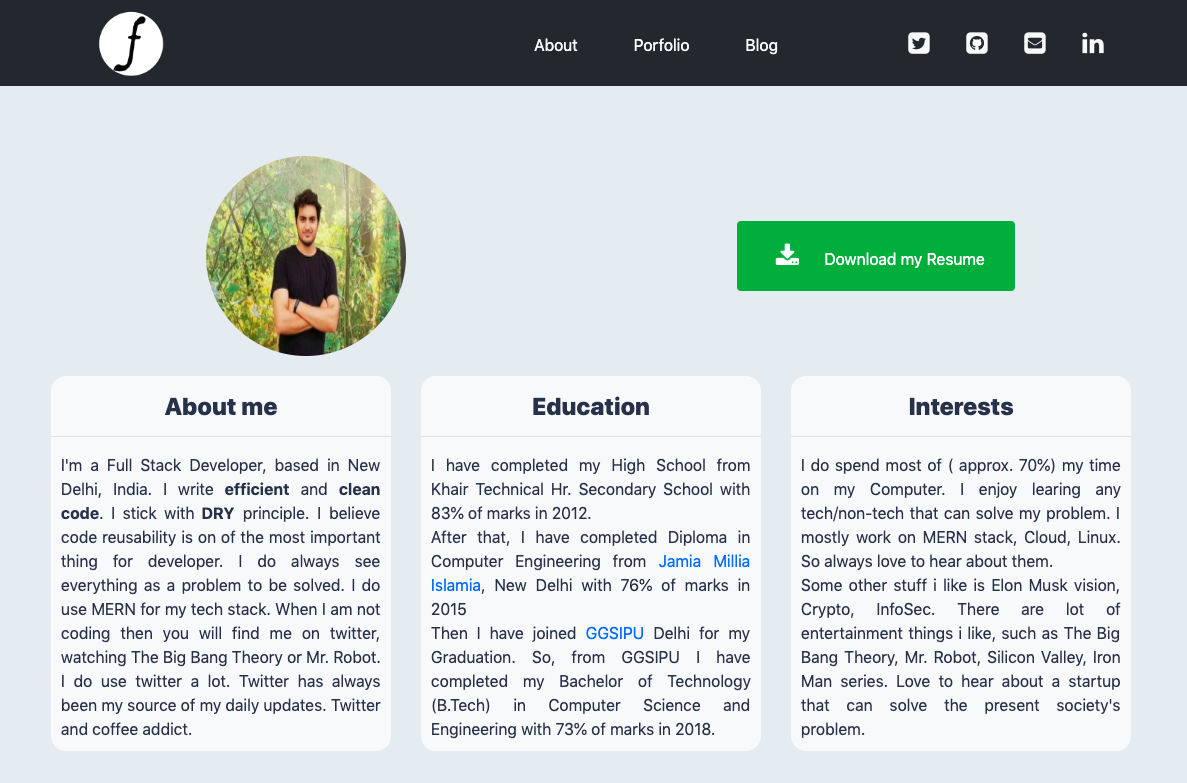 f
About Porfolio Blog
in
Download my Resume
About me
I'm a Full Stack Developer, based in New
Delhi, India. I write efficient and clean
code. I stick with DRY principle. I believe
code reusability is on of the most important
thing for developer. I do always see
everything as a problem to be solved. I do
use MERN for my tech stack. When I am not
coding then you will find me on twitter,
watching The Big Bang Theory or Mr. Robot.
I do use twitter a lot. Twitter has always
been my source of my daily updates. Twitter
and coffee addict.
Education
I have completed my High School from
Khair Technical Hr. Secondary School with
83% of marks in 2012.
After that, I have completed Diploma in
Computer Engineering from Jamia Millia
Islamia, New Delhi with 76% of marks in
2015
Then I have joined GGSIPU Delhi for my
Graduation. So, from GGSIPU I have
completed my Bachelor of Technology
(B.Tech) in Computer Science and
Engineering with 73% of marks in 2018.
Interests
I do spend most of ( approx. 70%) my time
on my Computer. I enjoy learing any
tech/non-tech that can solve my problem. I
mostly work on MERN stack, Cloud, Linux.
So always love to hear about them.
Some other stuff i like is Elon Musk vision,
Crypto, InfoSec. There are lot of
entertainment things i like, such as The Big
Bang Theory, Mr. Robot, Silicon Valley, Iron
Man series. Love to hear about a startup
that can solve the present society's
problem.